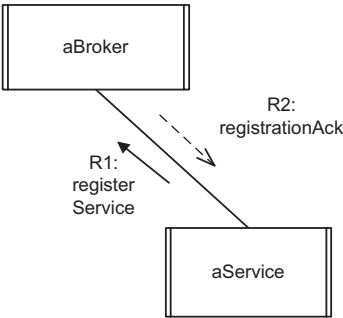 aBroker
R2:
registrationAck
R1:
register
Service
aService